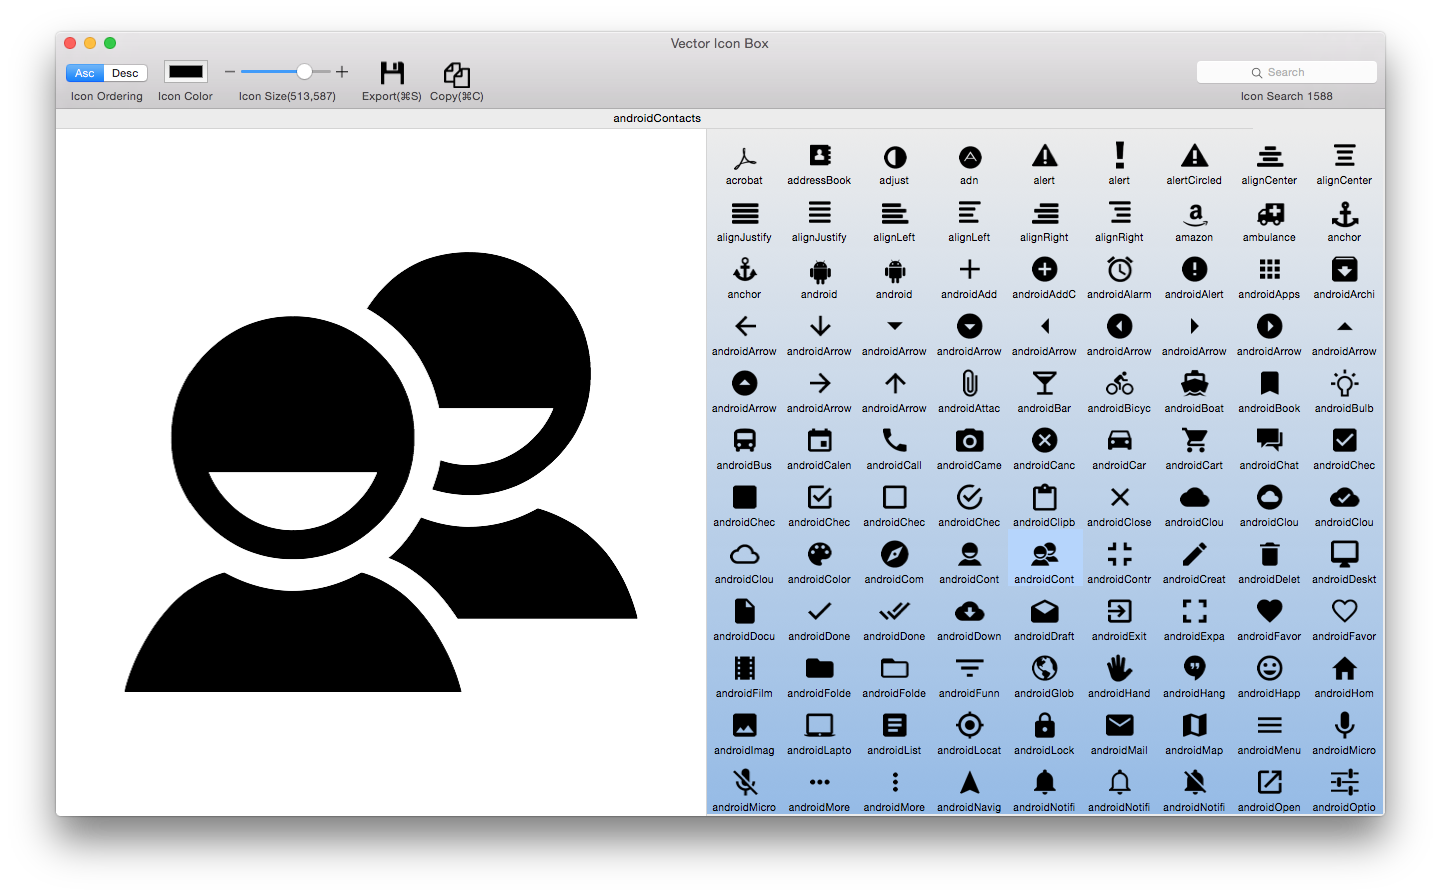 Vector Icon Box
Asc Desc
Search
Icon Ordering Icon Color Icon Size(513,587) Export(⌘S) Copy(⌘C) Icon Search 1588
androidContacts
acrobat addressBook adjust adn alert alert alertCircled alignCenter alignCenter
alignJustify alignJustify alignLeft alignLeft alignRight alignRight amazon ambulance anchor
anchor android android androidAdd androidAddC androidAlarm androidAlert androidApps androidArchi
androidArrow androidArrow androidArrow androidArrow androidArrow androidArrow androidArrow androidArrow androidArrow
androidArrow androidArrow androidArrow androidAttac androidBar androidBicyc androidBoat androidBook androidBulb
androidBus androidCalen androidCall androidCame androidCanc androidCar androidCart androidChat androidChec
androidChec androidChec androidChec androidChec androidClipb androidClose androidClou androidClou androidClou
androidClou androidColor androidCom androidCont androidCont androidContr androidCreat androidDelet androidDeskt
androidDocu androidDone androidDone androidDown androidDraft androidExit androidExpa androidFavor androidFavor
androidFilm androidFolde androidFolde androidFunn androidGlob androidHand androidHang androidHapp androidHom
androidImag androidLapto androidList androidLocat androidLock androidMail androidMap androidMenu androidMicro
androidMicro androidMore androidMore androidNavig androidNotifi androidNotifi androidNotifi androidOpen androidOptio